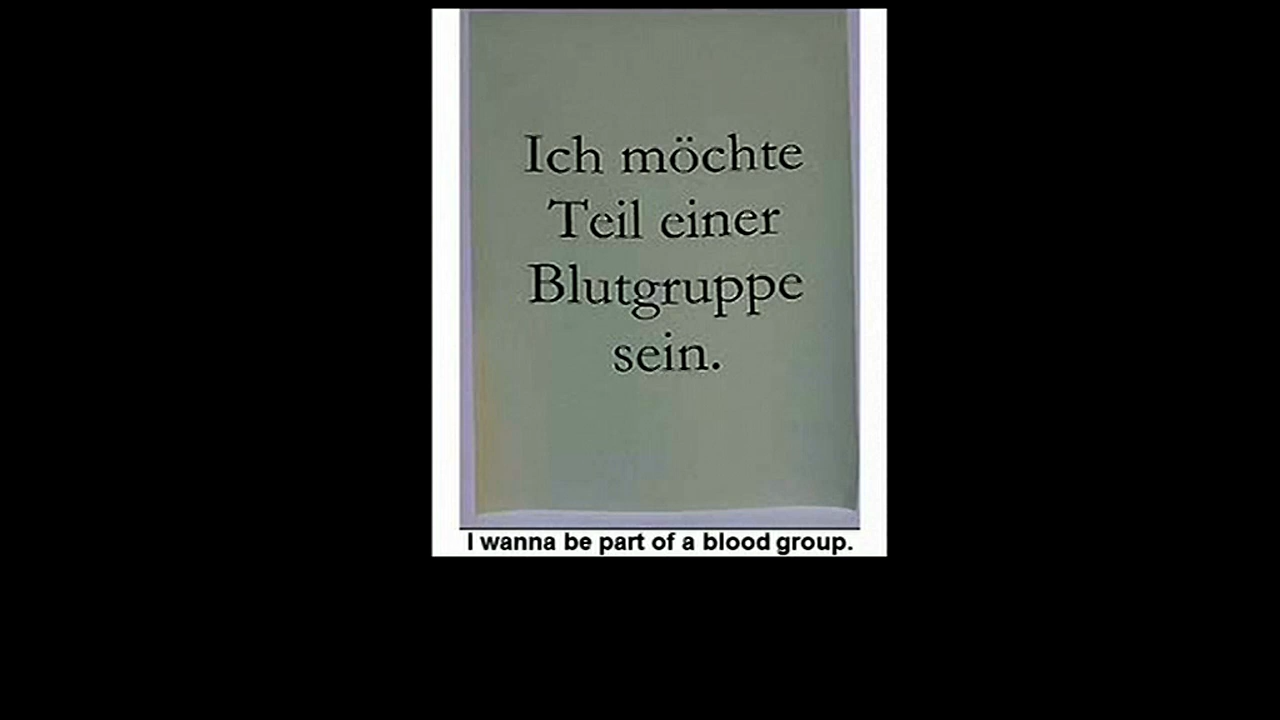 Ich möchte
Teil einer
Blutgruppe
sein.
I wanna be part of a blood group.